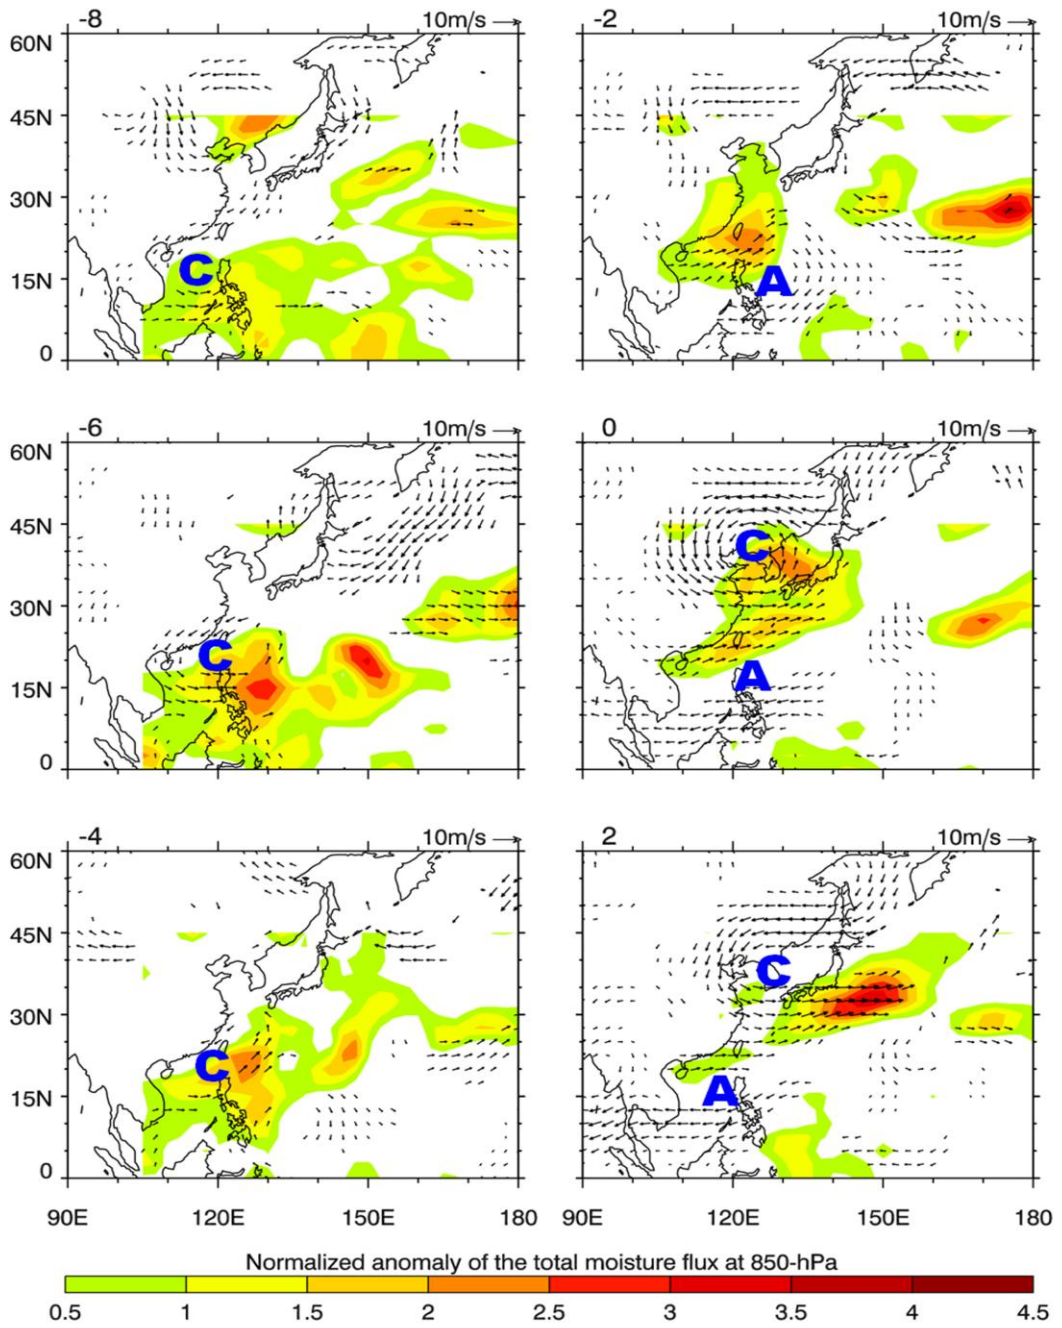 -8 10m/s
-2 10m/s
60N
45N
30N
15N
0
C
A
-6 10m/s
0 10m/s
60N
45N
30N
15N
0
C
C
A
-4 10m/s
2 10m/s
60N
45N
30N
15N
0
C
C
A
90E 120E 150E 180
90E 120E 150E 180
Normalized anomaly of the total moisture flux at 850-hPa
0.5 1 1.5 2 2.5 3 3.5 4 4.5